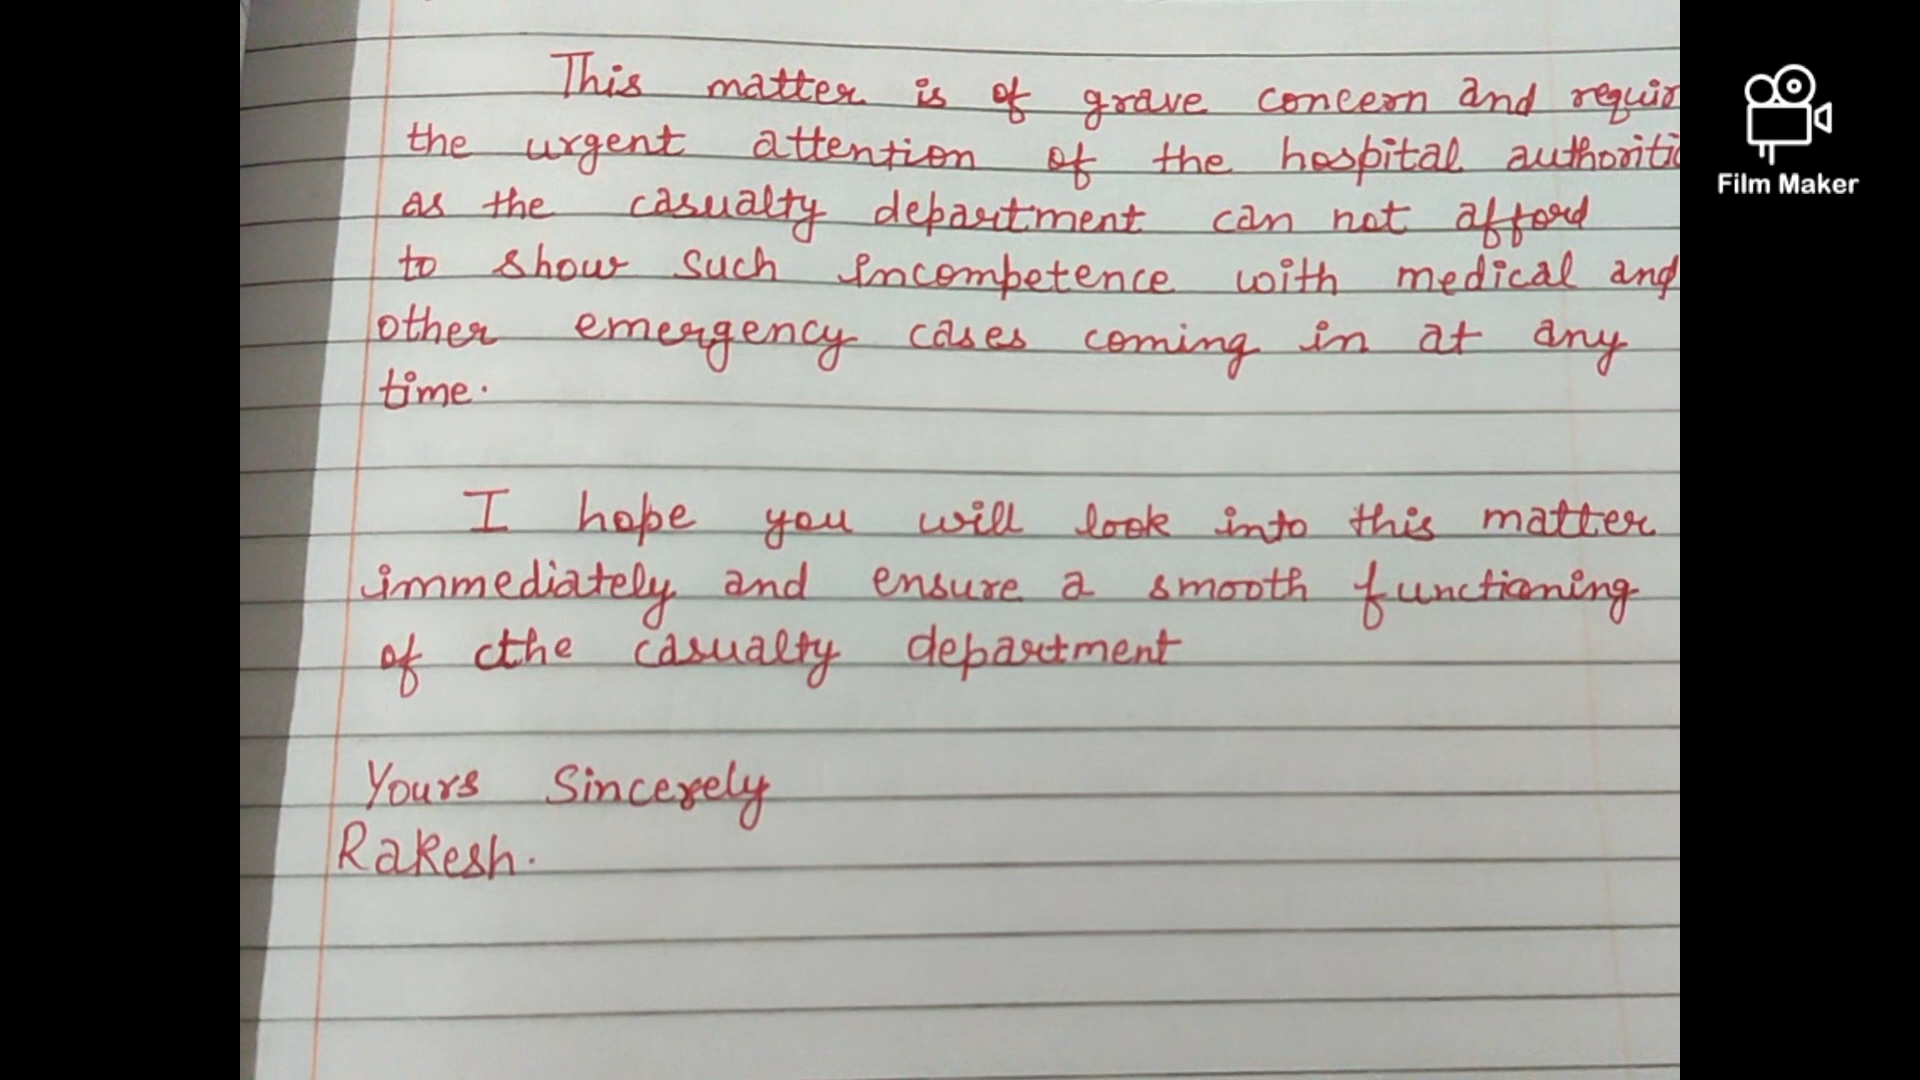 This matter is of grave concern and requir
the urgent attention of the hospital authoriti
as the casualty department can not afford
to show such incompetence with medical and
other emergency cases coming in at any
time.
I hope you will look into this matter
immediately and ensure a smooth functioning
of cthe casualty department
Yours Sincerely
Rakesh.
Film Maker